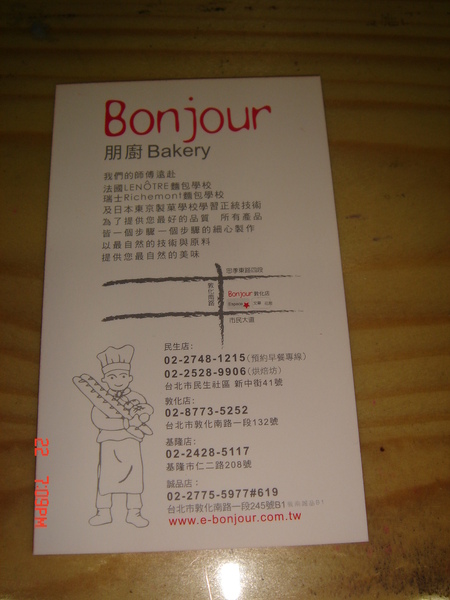 Bonjour
朋廚 Bakery
我們的師傅遠赴
法國LENÔTRE麵包學校
瑞士Richemont麵包學校
及日本東京製菓學校學習正統技術
為了提供您最好的品質 所有產品
皆一個步驟一個步驟的細心製作
以最自然的技術與原料
提供您最自然的美味
忠孝東路四段
敦化南路
Bonjour 敦化店
市民大道
民生店:
02-2748-1215(預約早餐專線)
02-2528-9906(烘焙坊)
台北市民生社區 新中街41號
敦化店:
02-8773-5252
台北市敦化南路一段132號
基隆店:
02-2428-5117
基隆市仁二路208號
誠品店:
02-2775-5977#619
台北市敦化南路一段245號B1
www.e-bonjour.com.tw
22 7:09PM